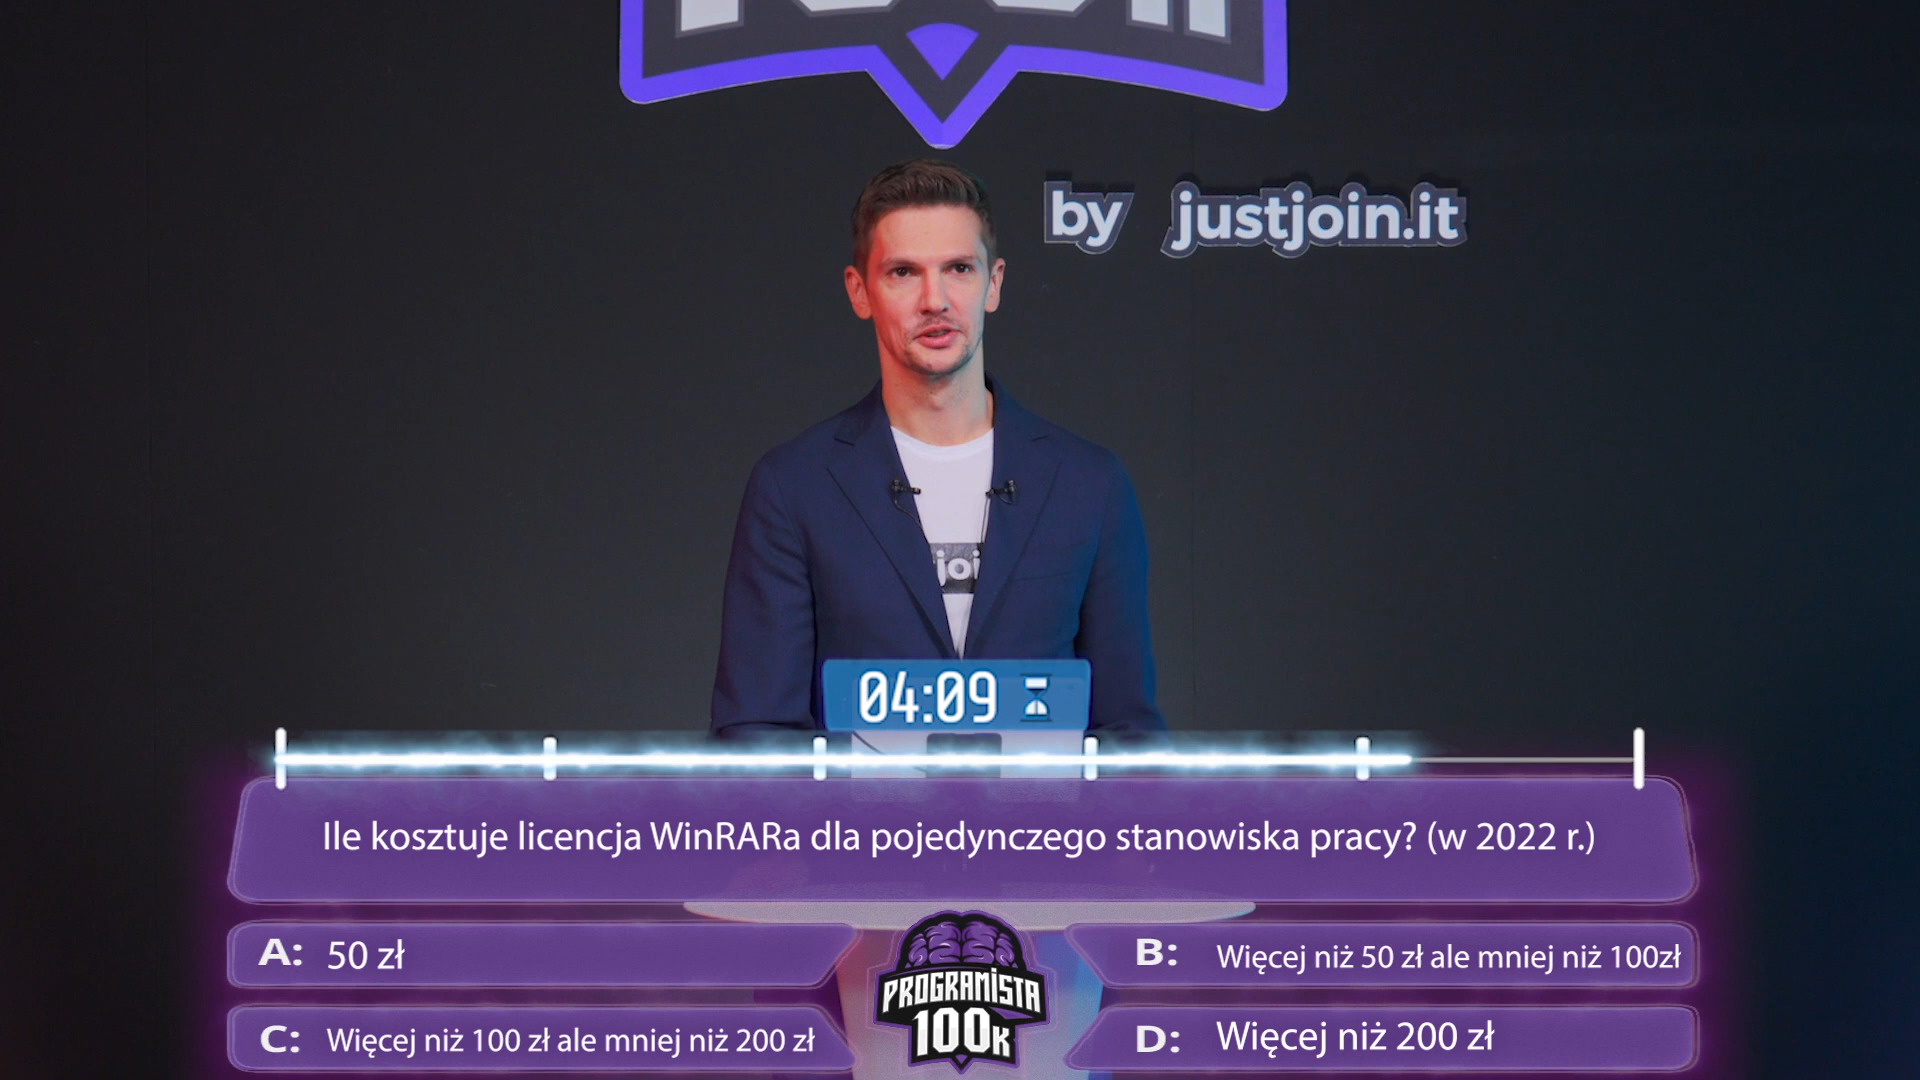 by justjoin.it
joi
04:09
Ile kosztuje licencja WinRARa dla pojedynczego stanowiska pracy? (w 2022 r.)
A: 50 zł
B: Więcej niż 50 zł ale mniej niż 100zł
C: Więcej niż 100 zł ale mniej niż 200 zł
D: Więcej niż 200 zł
PROGRAMiSTA
100K